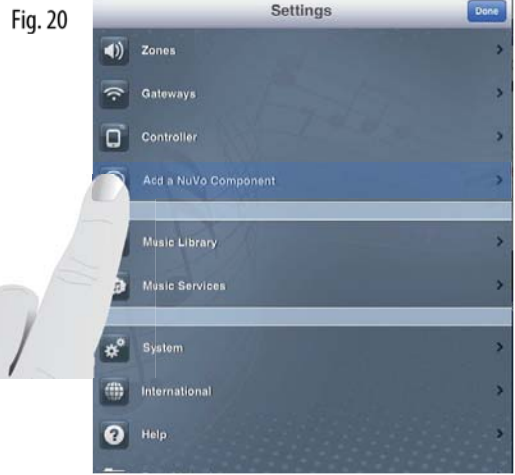 Fig. 20
Settings
Done
Zones
Gateways
Controller
Add a NuVo Component
Music Library
Music Services
System
International
Help